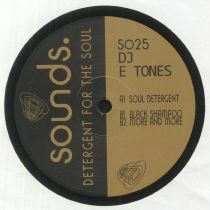 sounds.
DETERGENT FOR THE SOUL
SO25
DJ
E TONES
A1 SOUL DETERGENT
B1 BLACK SHAMPOO
B2 MORE AND MORE